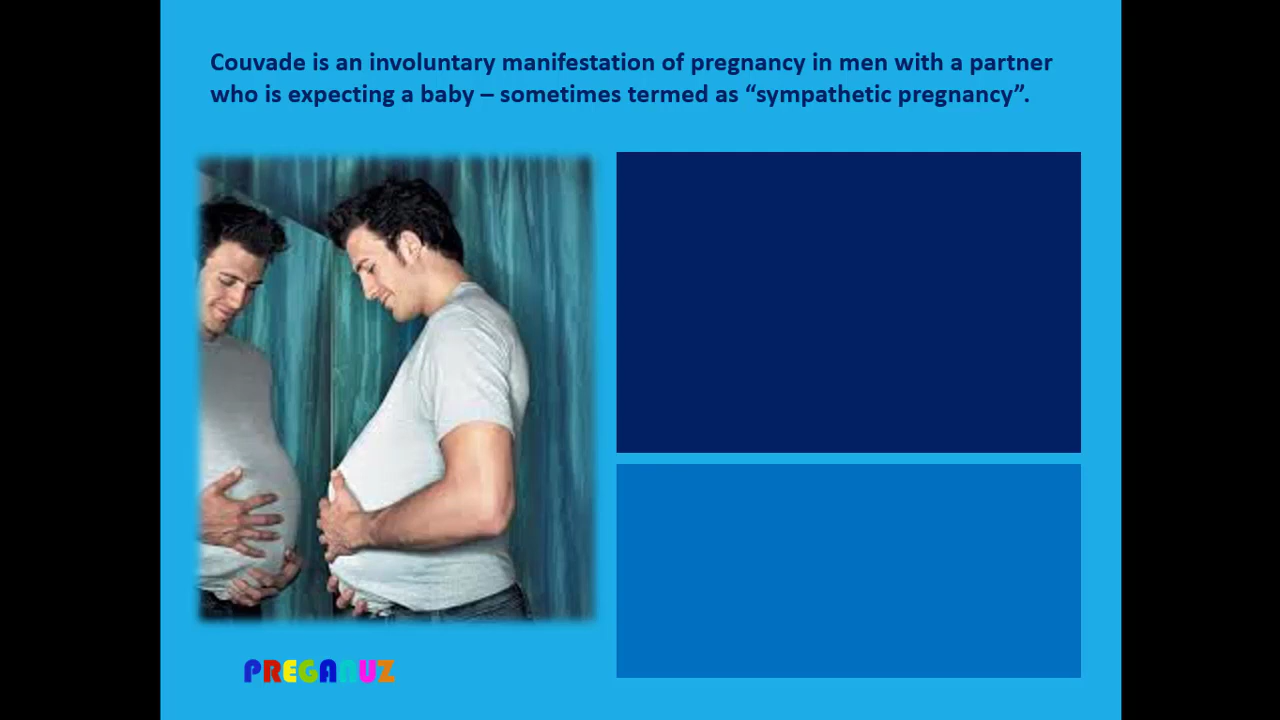 Couvade is an involuntary manifestation of pregnancy in men with a partner
who is expecting a baby – sometimes termed as “sympathetic pregnancy”.
PREGANUZ